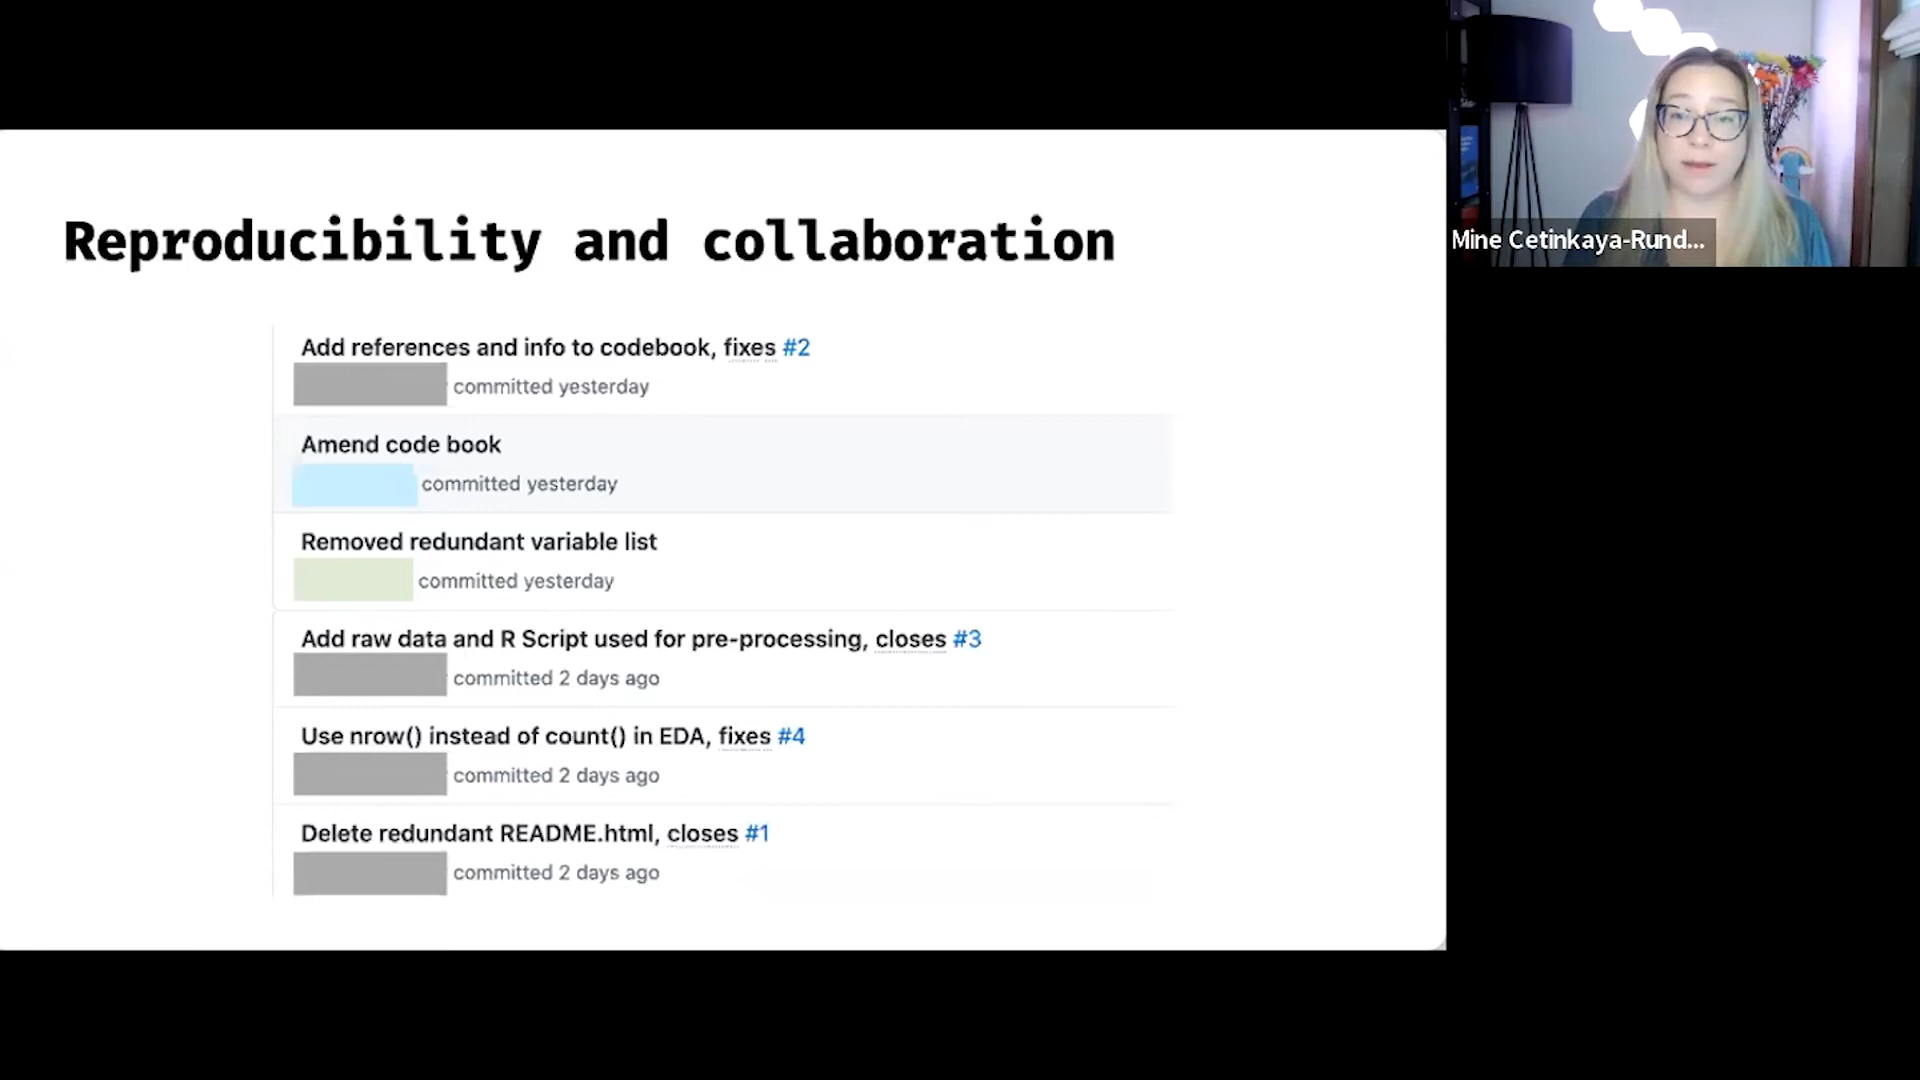 Reproducibility and collaboration
Add references and info to codebook, fixes #2
committed yesterday
Amend code book
committed yesterday
Removed redundant variable list
committed yesterday
Add raw data and R Script used for pre-processing, closes #3
committed 2 days ago
Use nrow() instead of count() in EDA, fixes #4
committed 2 days ago
Delete redundant README.html, closes #1
committed 2 days ago
Mine Cetinkaya-Rund...